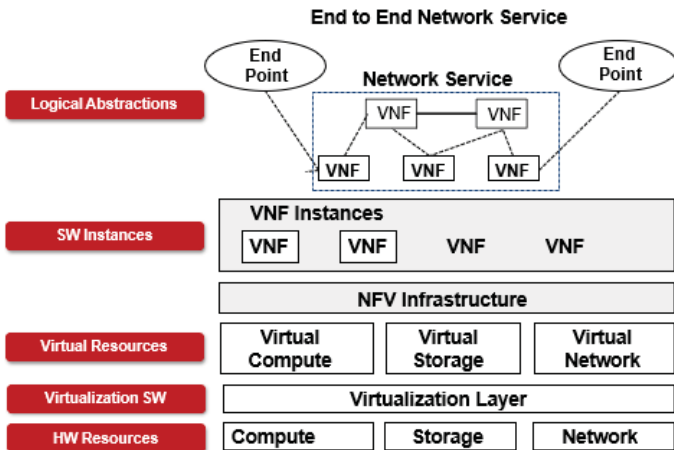 End to End Network Service
End
Point
End
Point
Network Service
Logical Abstractions
VNF
VNF
VNF
VNF
VNF
VNF Instances
SW Instances
VNF
VNF
VNF
VNF
NFV Infrastructure
Virtual Resources
Virtual
Compute
Virtual
Storage
Virtual
Network
Virtualization SW
Virtualization Layer
HW Resources
Compute
Storage
Network